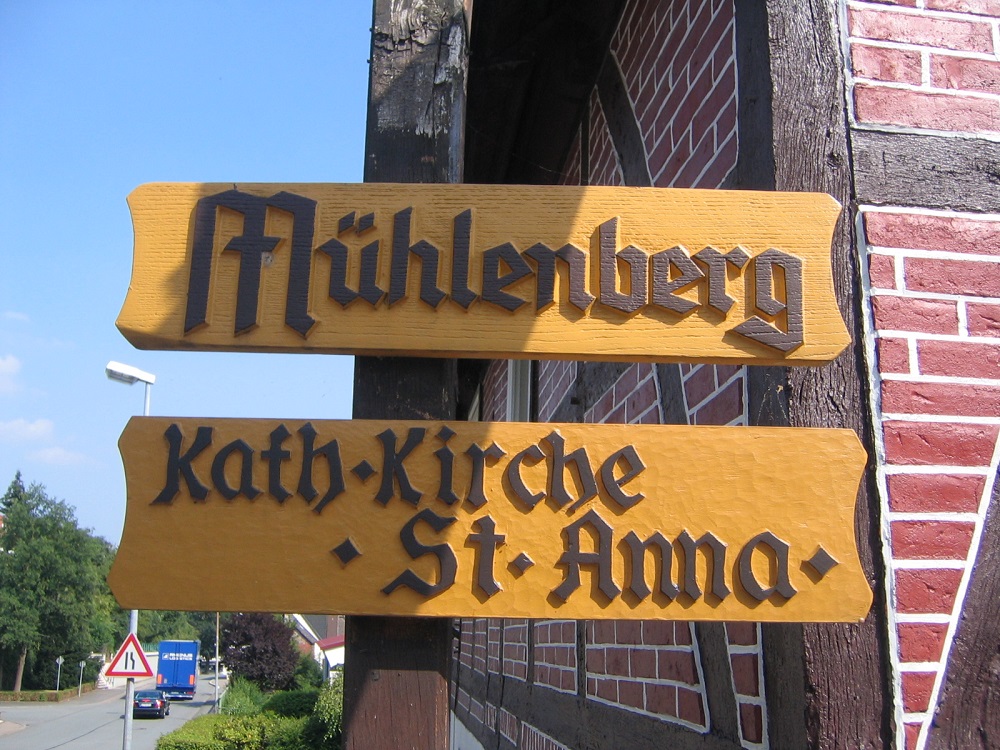 Mühlenberg
Kath·Kirche
· St·Anna·